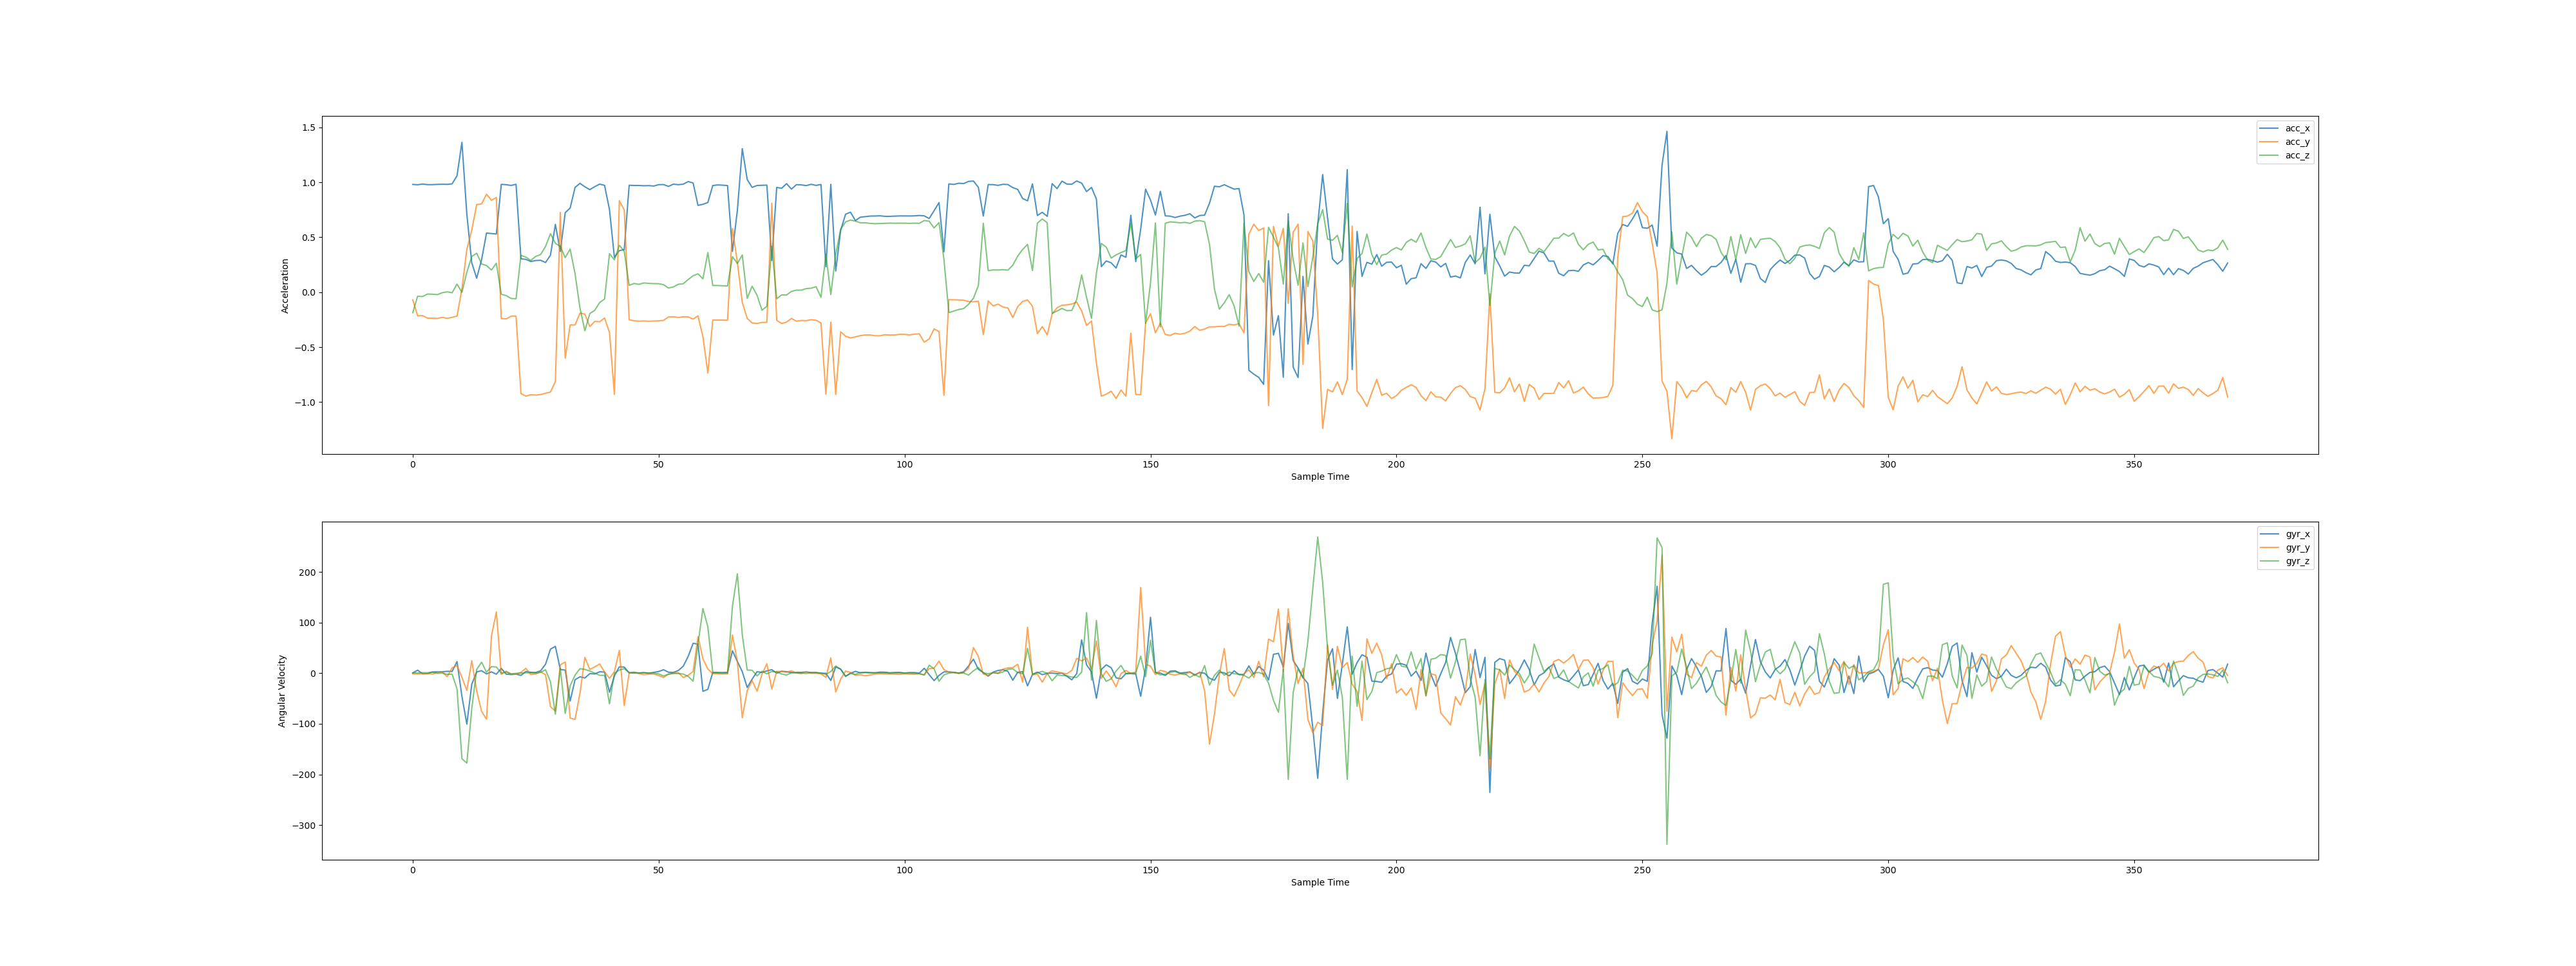 1.5
1.0
0.5
0.0
−0.5
−1.0
Acceleration
acc_x
acc_y
acc_z
0 50 100 150 200 250 300 350
Sample Time
200
100
0
−100
−200
−300
Angular Velocity
gyr_x
gyr_y
gyr_z
0 50 100 150 200 250 300 350
Sample Time